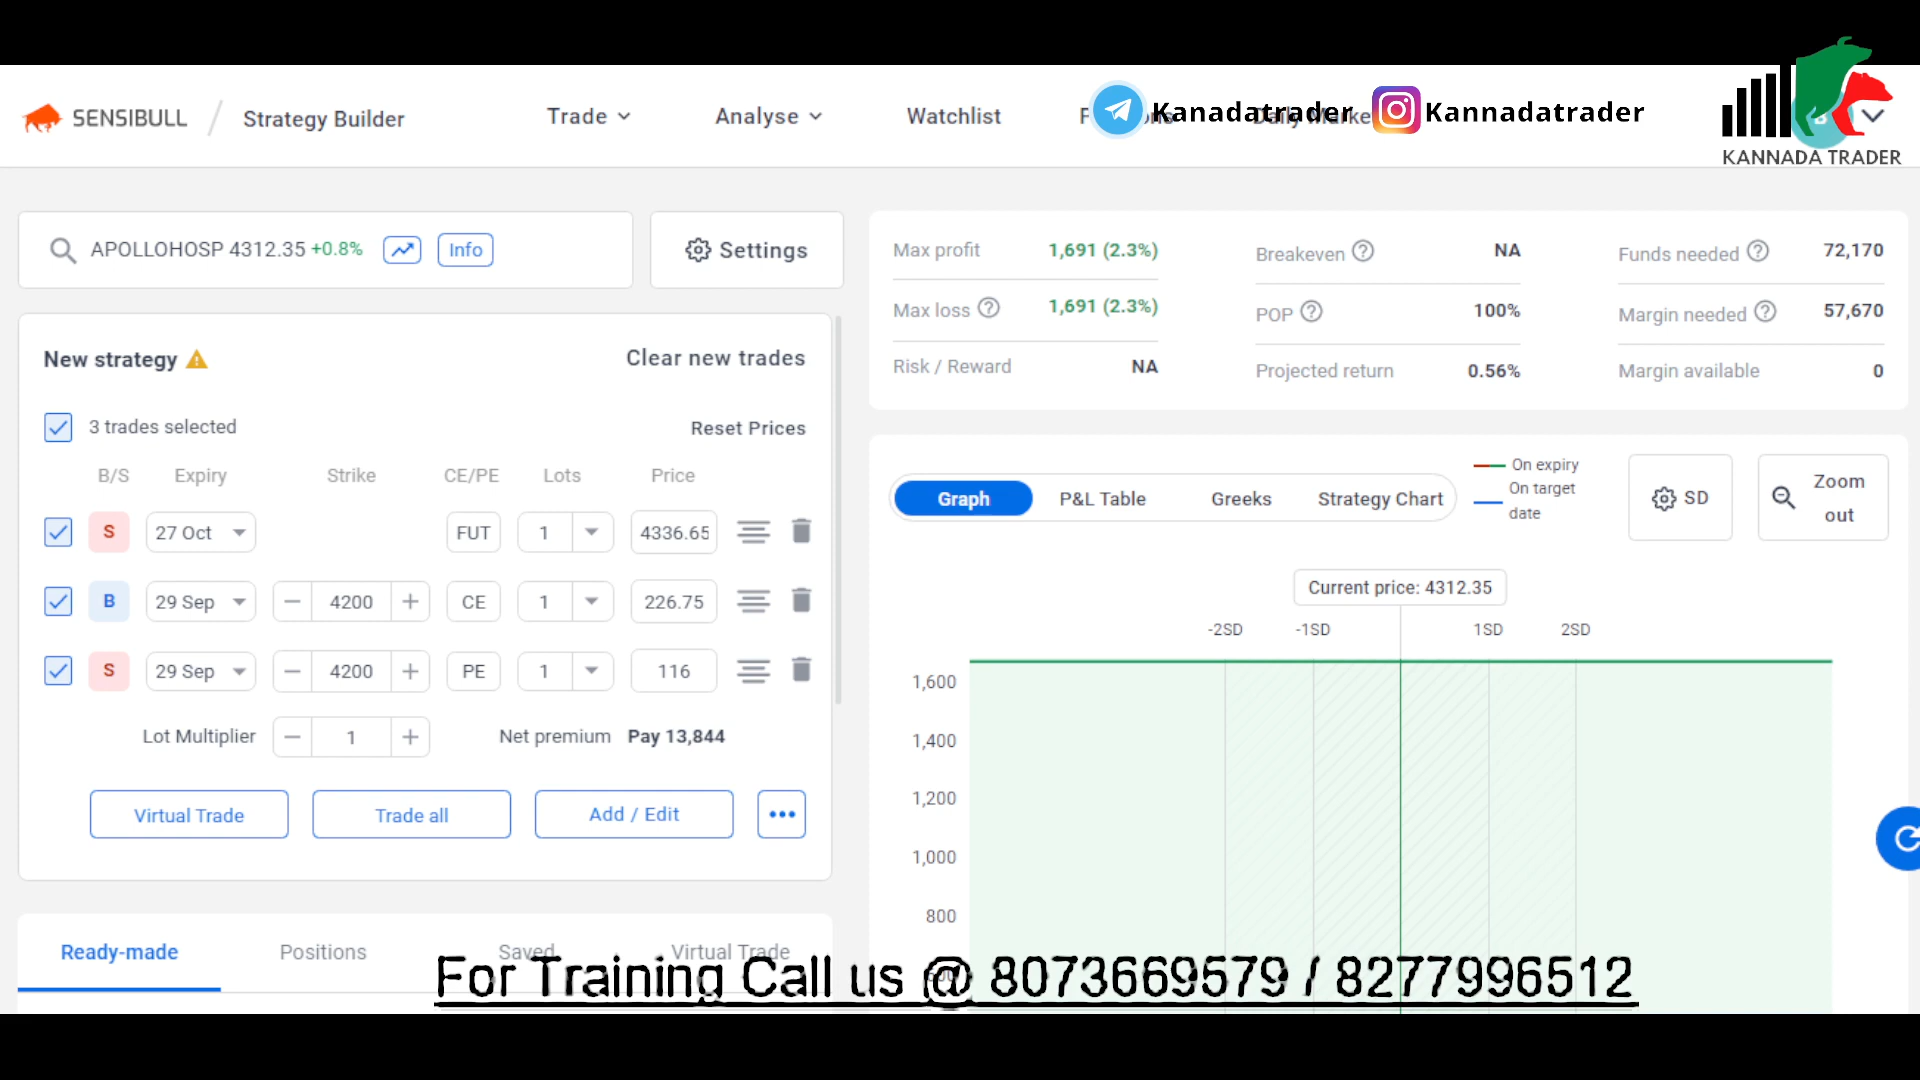 SENSIBULL / Strategy Builder Trade Analyse Watchlist Kanadatrader Kannadatrader
KANNADA TRADER
APOLLOHOSP 4312.35 +0.8% Info Settings
New strategy Clear new trades
3 trades selected Reset Prices
B/S Expiry Strike CE/PE Lots Price
S 27 Oct FUT 1 4336.65
B 29 Sep 4200 CE 1 226.75
S 29 Sep 4200 PE 1 116
Lot Multiplier 1 Net premium Pay 13,844
Virtual Trade Trade all Add / Edit
Ready-made Positions Saved Virtual Trade
Max profit 1,691 (2.3%) Breakeven NA Funds needed 72,170
Max loss 1,691 (2.3%) POP 100% Margin needed 57,670
Risk / Reward NA Projected return 0.56% Margin available 0
Graph P&L Table Greeks Strategy Chart
On expiry
On target
date
SD
Zoom
out
Current price: 4312.35
-2SD -1SD 1SD 2SD
1,600
1,400
1,200
1,000
800
For Training Call us @ 8073669579 / 8277996512